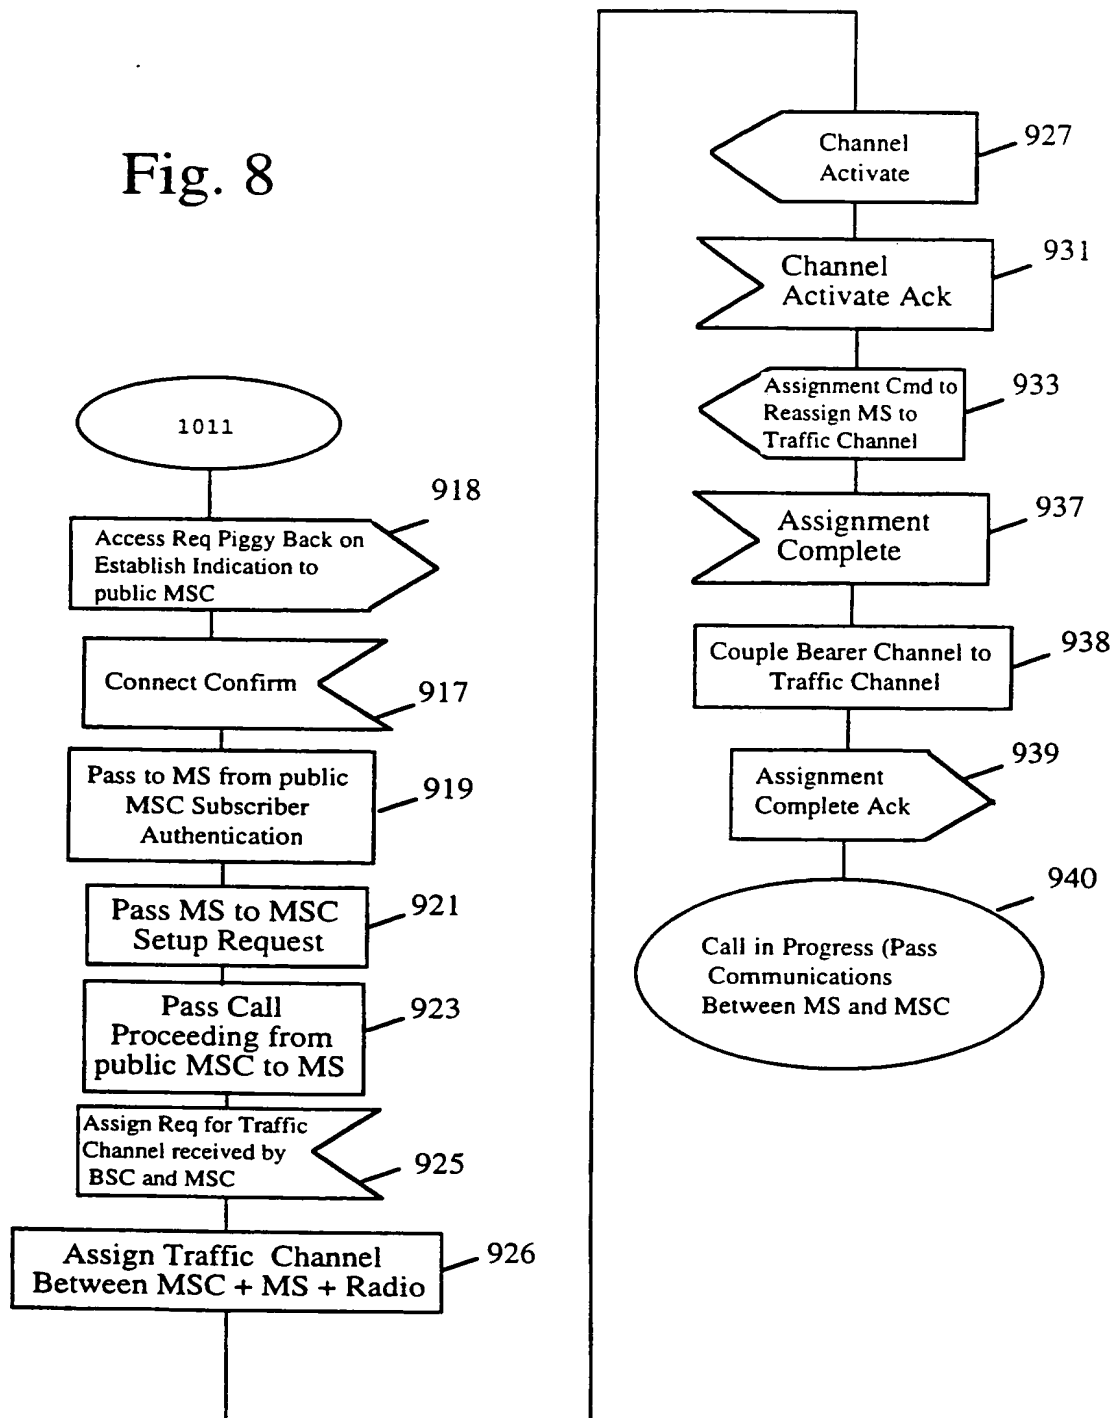 Fig. 8
1011
918
Access Req Piggy Back on
Establish Indication to
public MSC
Connect Confirm
917
Pass to MS from public
MSC Subscriber
Authentication
919
Pass MS to MSC
Setup Request
921
Pass Call
Proceeding from
public MSC to MS
923
Assign Req for Traffic
Channel received by
BSC and MSC
925
Assign Traffic Channel
Between MSC + MS + Radio
926
Channel
Activate
927
Channel
Activate Ack
931
Assignment Cmd to
Reassign MS to
Traffic Channel
933
Assignment
Complete
937
Couple Bearer Channel to
Traffic Channel
938
Assignment
Complete Ack
939
940
Call in Progress (Pass
Communications
Between MS and MSC